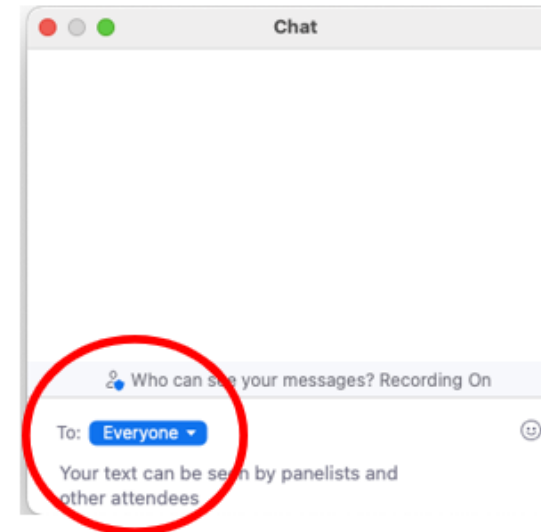 Chat
Who can see your messages? Recording On
To: Everyone
Your text can be seen by panelists and
other attendees